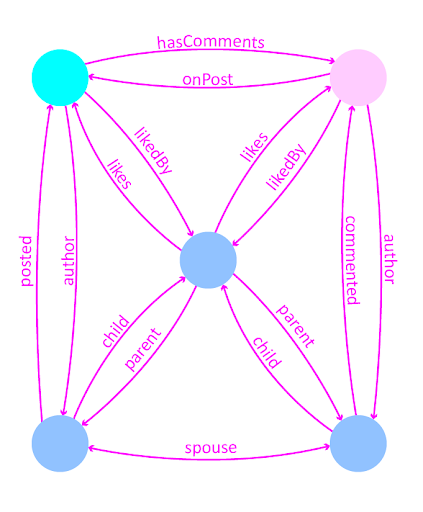 hasComments
onPost
likedBy
likes
likes
likedBy
posted
author
commented
author
child
parent
parent
child
spouse